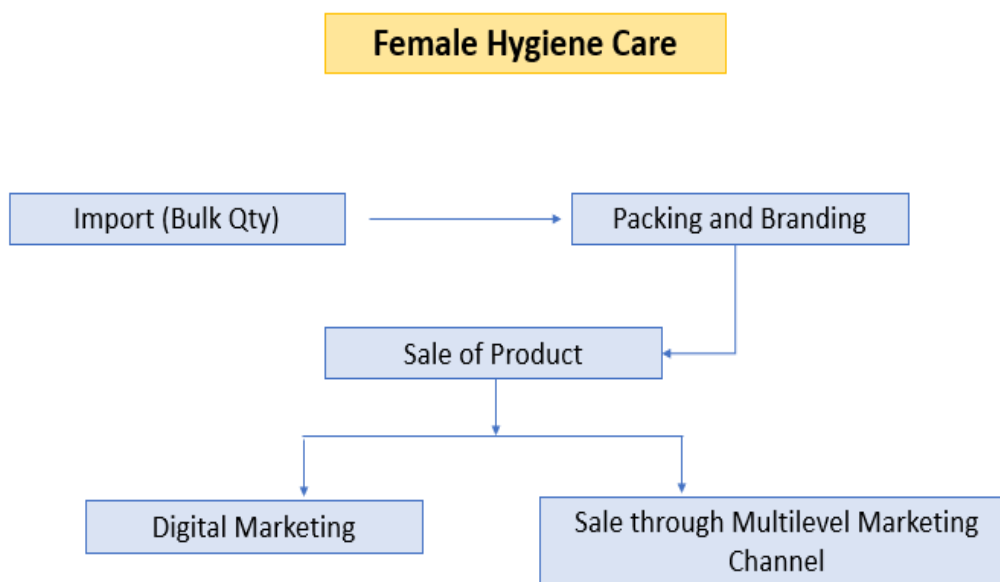 Female Hygiene Care
Import (Bulk Qty)
Packing and Branding
Sale of Product
Digital Marketing
Sale through Multilevel Marketing
Channel